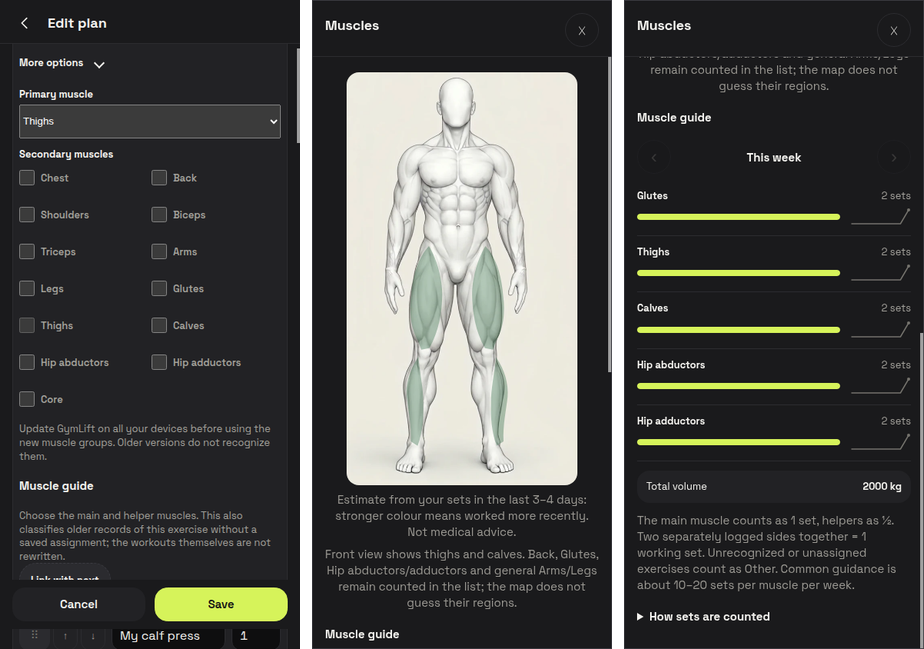 Edit plan
More options
Primary muscle
Thighs
Secondary muscles
Chest
Back
Shoulders
Biceps
Triceps
Arms
Legs
Glutes
Thighs
Calves
Hip abductors
Hip adductors
Core
Update GymLift on all your devices before using the
new muscle groups. Older versions do not recognize
them.
Muscle guide
Choose the main and helper muscles. This also
classifies older records of this exercise without a
saved assignment; the workouts themselves are not
rewritten.
Link with next
Cancel
Save
My calf press
1
Muscles
X
Estimate from your sets in the last 3–4 days:
stronger colour means worked more recently.
Not medical advice.
Front view shows thighs and calves. Back, Glutes,
Hip abductors/adductors and general Arms/Legs
remain counted in the list; the map does not
guess their regions.
Muscle guide
Muscles
X
Hip abductors/adductors and general Arms/Legs
remain counted in the list; the map does not
guess their regions.
Muscle guide
This week
Glutes
2 sets
Thighs
2 sets
Calves
2 sets
Hip abductors
2 sets
Hip adductors
2 sets
Total volume
2000 kg
The main muscle counts as 1 set, helpers as ½.
Two separately logged sides together = 1
working set. Unrecognized or unassigned
exercises count as Other. Common guidance is
about 10–20 sets per muscle per week.
How sets are counted